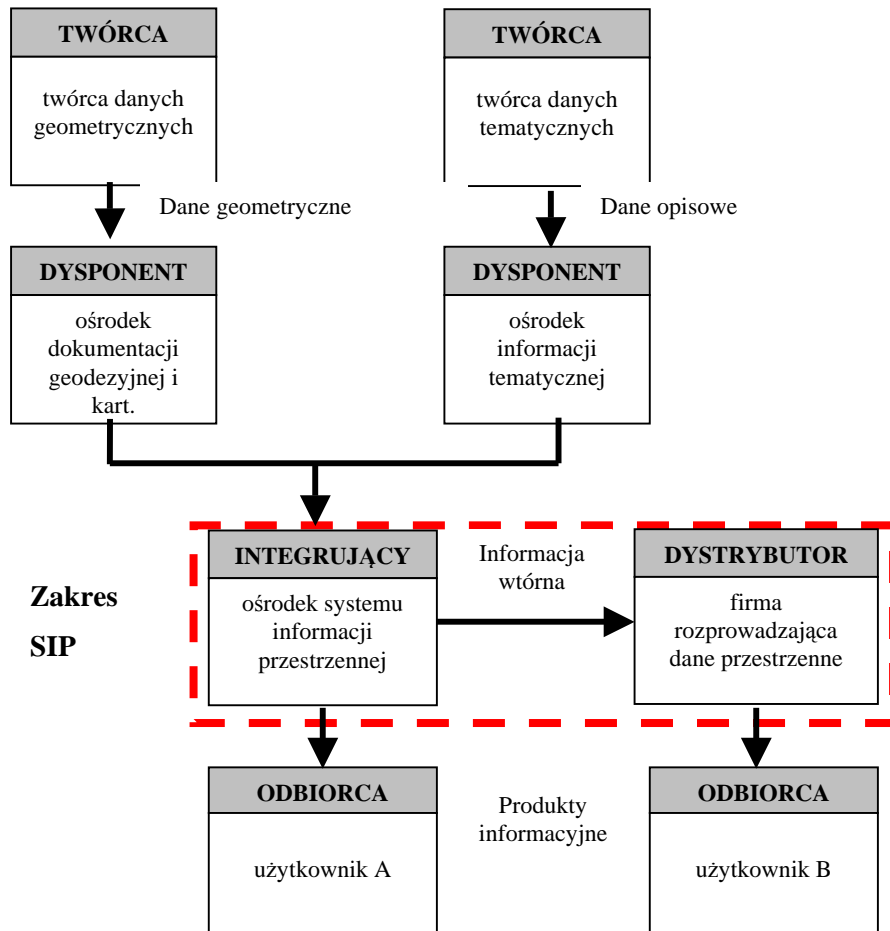 TWÓRCA
twórca danych
geometrycznych
TWÓRCA
twórca danych
tematycznych
Dane geometryczne
Dane opisowe
DYSPONENT
ośrodek
dokumentacji
geodezyjnej i
kart.
DYSPONENT
ośrodek
informacji
tematycznej
Zakres
SIP
INTEGRUJĄCY
ośrodek systemu
informacji
przestrzennej
Informacja
wtórna
DYSTRYBUTOR
firma
rozprowadzająca
dane przestrzenne
ODBIORCA
użytkownik A
Produkty
informacyjne
ODBIORCA
użytkownik B